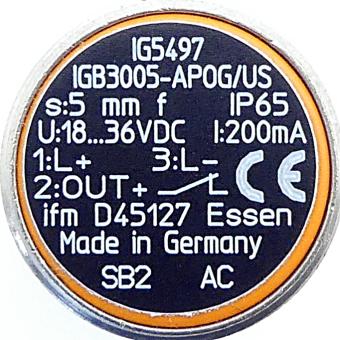 IG5497
IGB3005-APOG/US
s:5 mm f IP65
U:18...36VDC I:200mA
1:L+ 3:L-
2:OUT+ CE
ifm D45127 Essen
Made in Germany
SB2 AC